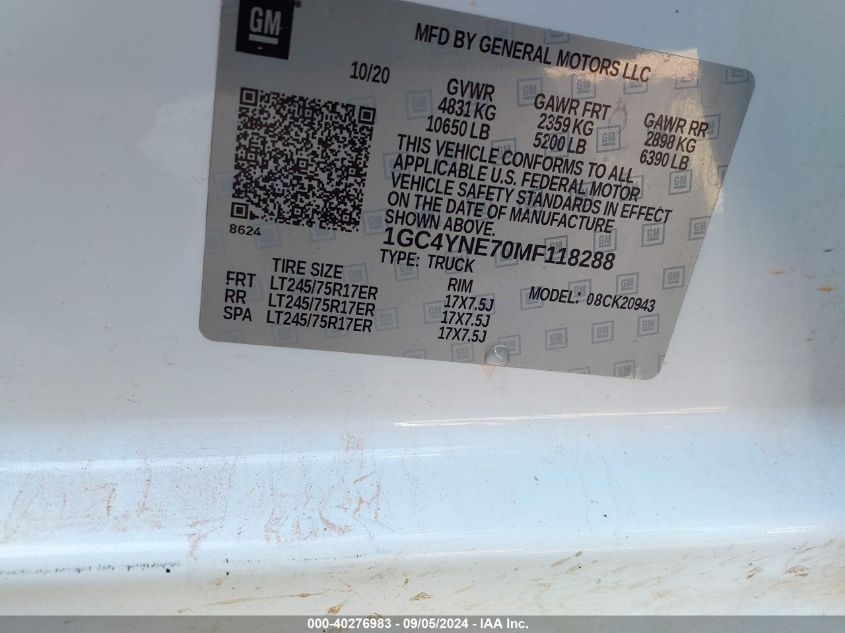 GM
MFD BY GENERAL MOTORS LLC
10/20
GVWR GAWR FRT GAWR RR
4831 KG 2359 KG 2898 KG
10650 LB 5200 LB 6390 LB
THIS VEHICLE CONFORMS TO ALL
APPLICABLE U.S. FEDERAL MOTOR
VEHICLE SAFETY STANDARDS IN EFFECT
ON THE DATE OF MANUFACTURE
SHOWN ABOVE.
8624
1GC4YNE70MF118288
TYPE: TRUCK
TIRE SIZE RIM MODEL: 08CK20943
FRT LT245/75R17ER 17X7.5J
RR LT245/75R17ER 17X7.5J
SPA LT245/75R17ER 17X7.5J
000-40276983 - 09/05/2024 - IAA Inc.